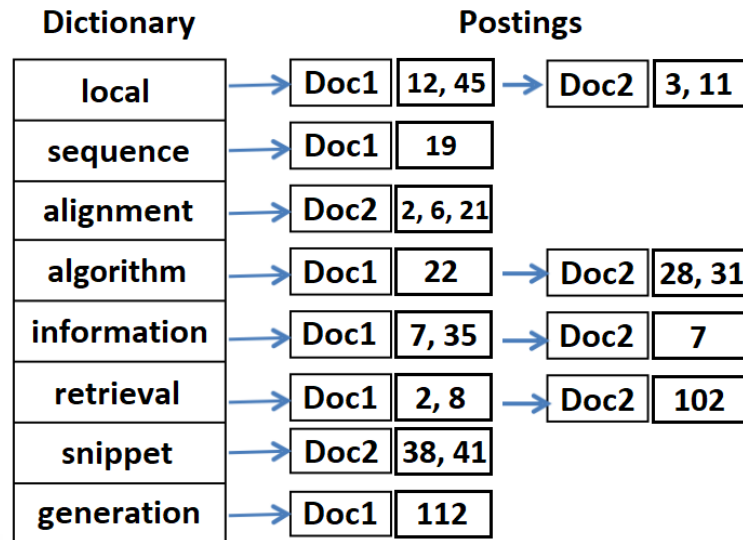 Dictionary Postings
local Doc1 12, 45 Doc2 3, 11
sequence Doc1 19
alignment Doc2 2, 6, 21
algorithm Doc1 22 Doc2 28, 31
information Doc1 7, 35 Doc2 7
retrieval Doc1 2, 8 Doc2 102
snippet Doc2 38, 41
generation Doc1 112